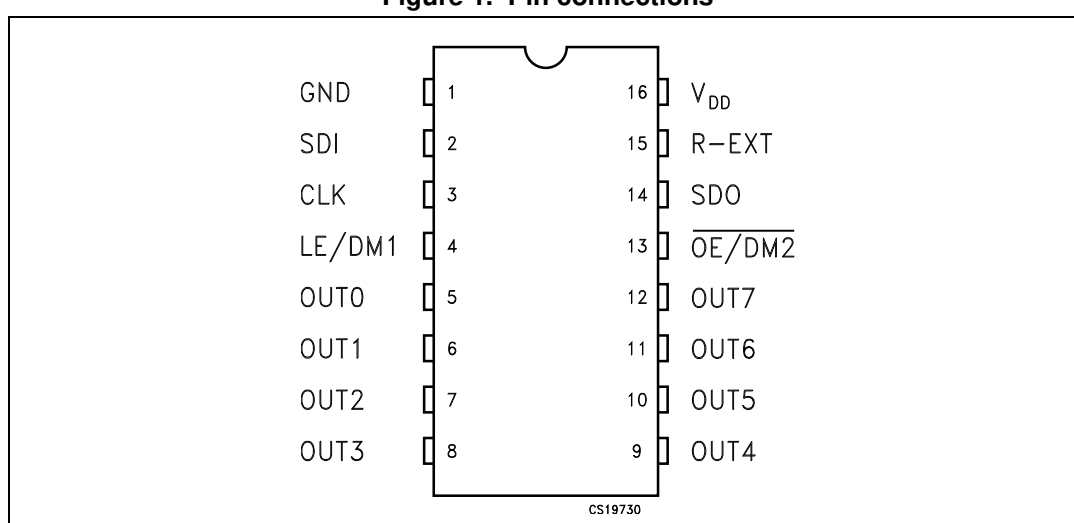 Figure 1. Pin connections
GND 1 16 VDD
SDI 2 15 R-EXT
CLK 3 14 SDO
LE/DM1 4 13 OE/DM2
OUT0 5 12 OUT7
OUT1 6 11 OUT6
OUT2 7 10 OUT5
OUT3 8 9 OUT4
CS19730